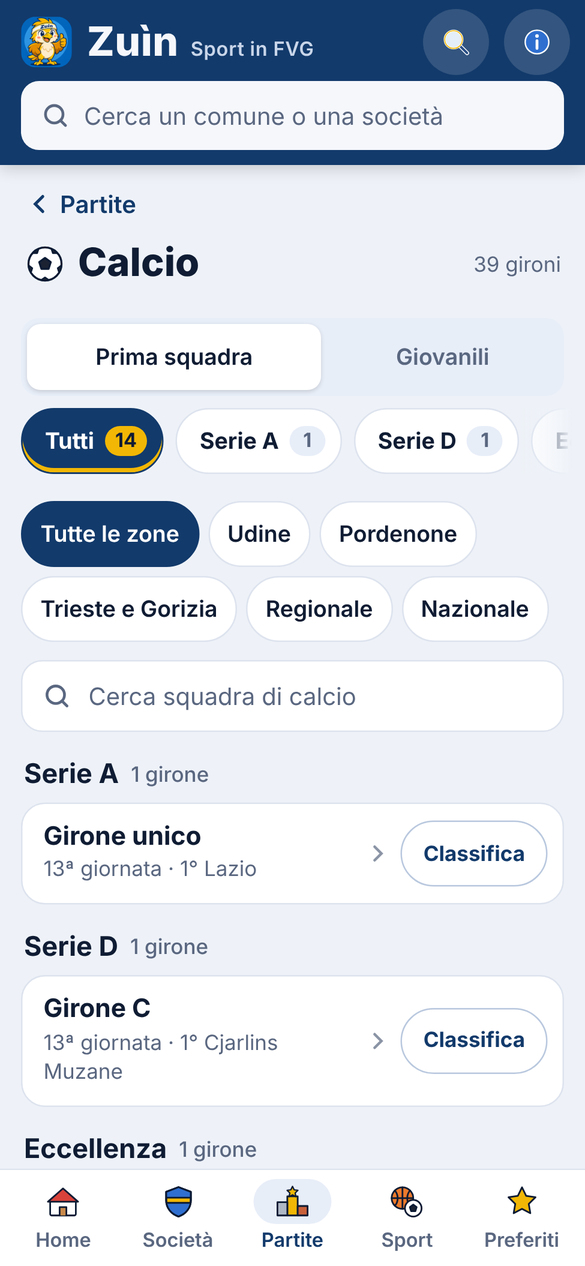 Zuìn Sport in FVG
Cerca un comune o una società
Partite
Calcio 39 gironi
Prima squadra Giovanili
Tutti 14 Serie A 1 Serie D 1 E
Tutte le zone Udine Pordenone
Trieste e Gorizia Regionale Nazionale
Cerca squadra di calcio
Serie A 1 girone
Girone unico
13ª giornata · 1° Lazio
Classifica
Serie D 1 girone
Girone C
13ª giornata · 1° Cjarlins
Muzane
Classifica
Eccellenza 1 girone
Home Società Partite Sport Preferiti